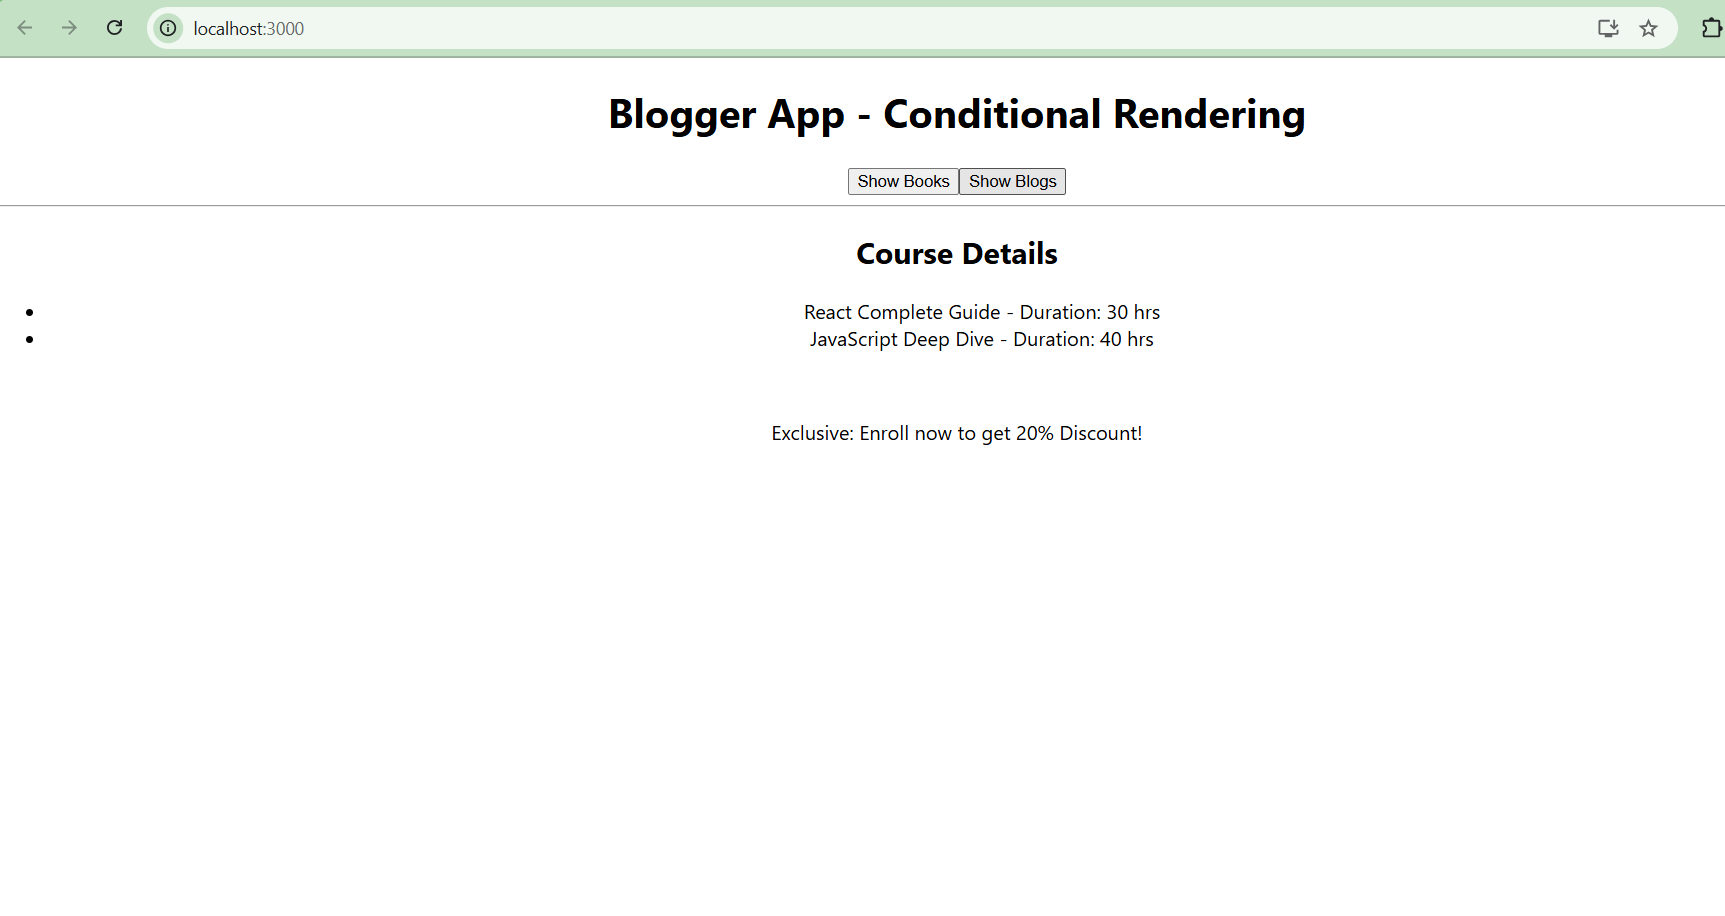 localhost:3000
Blogger App - Conditional Rendering
Show Books Show Blogs
Course Details
• React Complete Guide - Duration: 30 hrs
• JavaScript Deep Dive - Duration: 40 hrs
Exclusive: Enroll now to get 20% Discount!